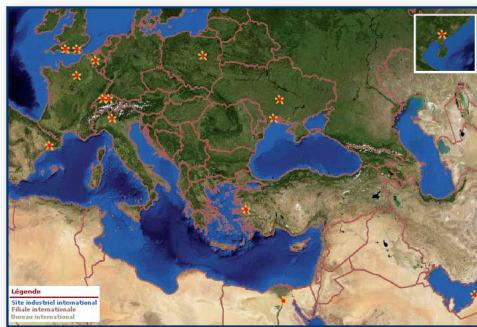 Légende
Site industriel international
Filiale internationale
Bureau international